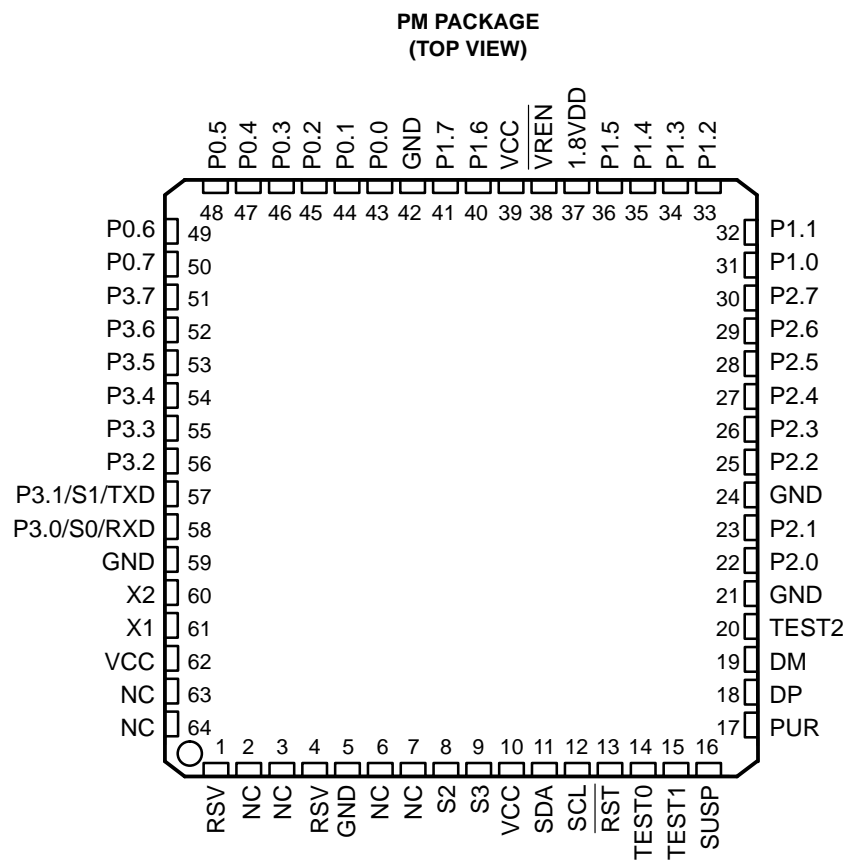 PM PACKAGE
(TOP VIEW)
P0.5 P0.4 P0.3 P0.2 P0.1 P0.0 GND P1.7 P1.6 VCC VREN 1.8VDD P1.5 P1.4 P1.3 P1.2
48 47 46 45 44 43 42 41 40 39 38 37 36 35 34 33
P0.6 49 32 P1.1
P0.7 50 31 P1.0
P3.7 51 30 P2.7
P3.6 52 29 P2.6
P3.5 53 28 P2.5
P3.4 54 27 P2.4
P3.3 55 26 P2.3
P3.2 56 25 P2.2
P3.1/S1/TXD 57 24 GND
P3.0/S0/RXD 58 23 P2.1
GND 59 22 P2.0
X2 60 21 GND
X1 61 20 TEST2
VCC 62 19 DM
NC 63 18 DP
NC 64 17 PUR
1 2 3 4 5 6 7 8 9 10 11 12 13 14 15 16
RSV NC NC RSV GND NC NC S2 S3 VCC SDA SCL RST TEST0 TEST1 SUSP